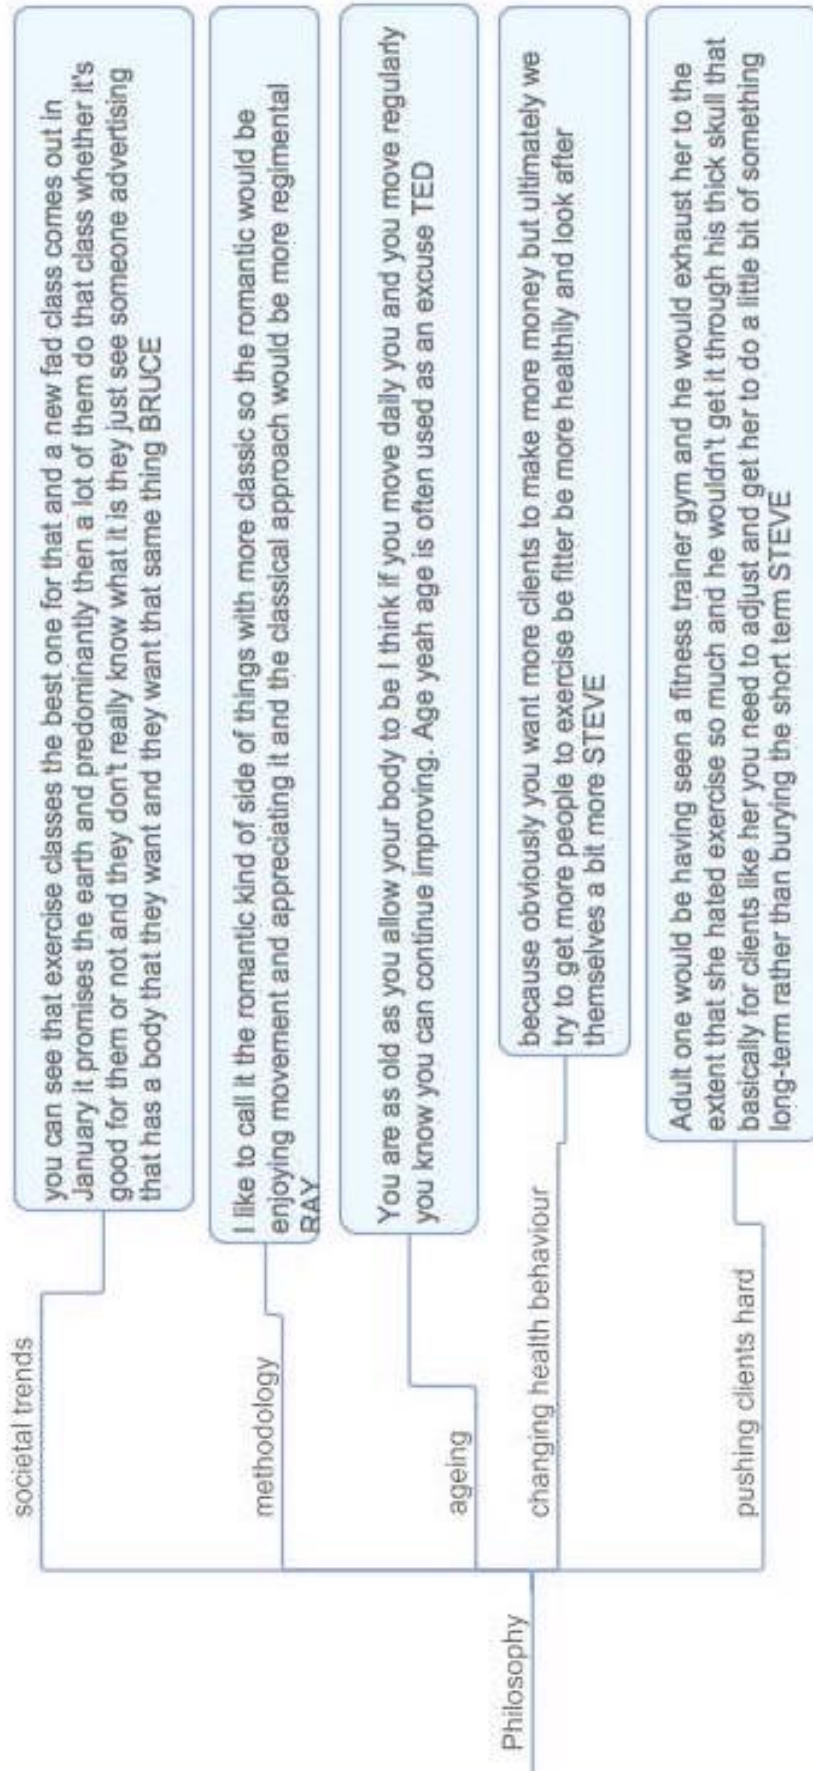 Philosophy
societal trends
you can see that exercise classes the best one for that and a new fad class comes out in
January it promises the earth and predominantly then a lot of them do that class whether it's
good for them or not and they don't really know what it is they just see someone advertising
that has a body that they want and they want that same thing BRUCE
methodology
I like to call it the romantic kind of side of things with more classic so the romantic would be
enjoying movement and appreciating it and the classical approach would be more regimental
RAY
ageing
You are as old as you allow your body to be I think if you move daily you and you move regularly
you know you can continue improving. Age yeah age is often used as an excuse TED
changing health behaviour
because obviously you want more clients to make more money but ultimately we
try to get more people to exercise be fitter be more healthily and look after
themselves a bit more STEVE
pushing clients hard
Adult one would be having seen a fitness trainer gym and he would exhaust her to the
extent that she hated exercise so much and he wouldn't get it through his thick skull that
basically for clients like her you need to adjust and get her to do a little bit of something
long-term rather than burying the short term STEVE